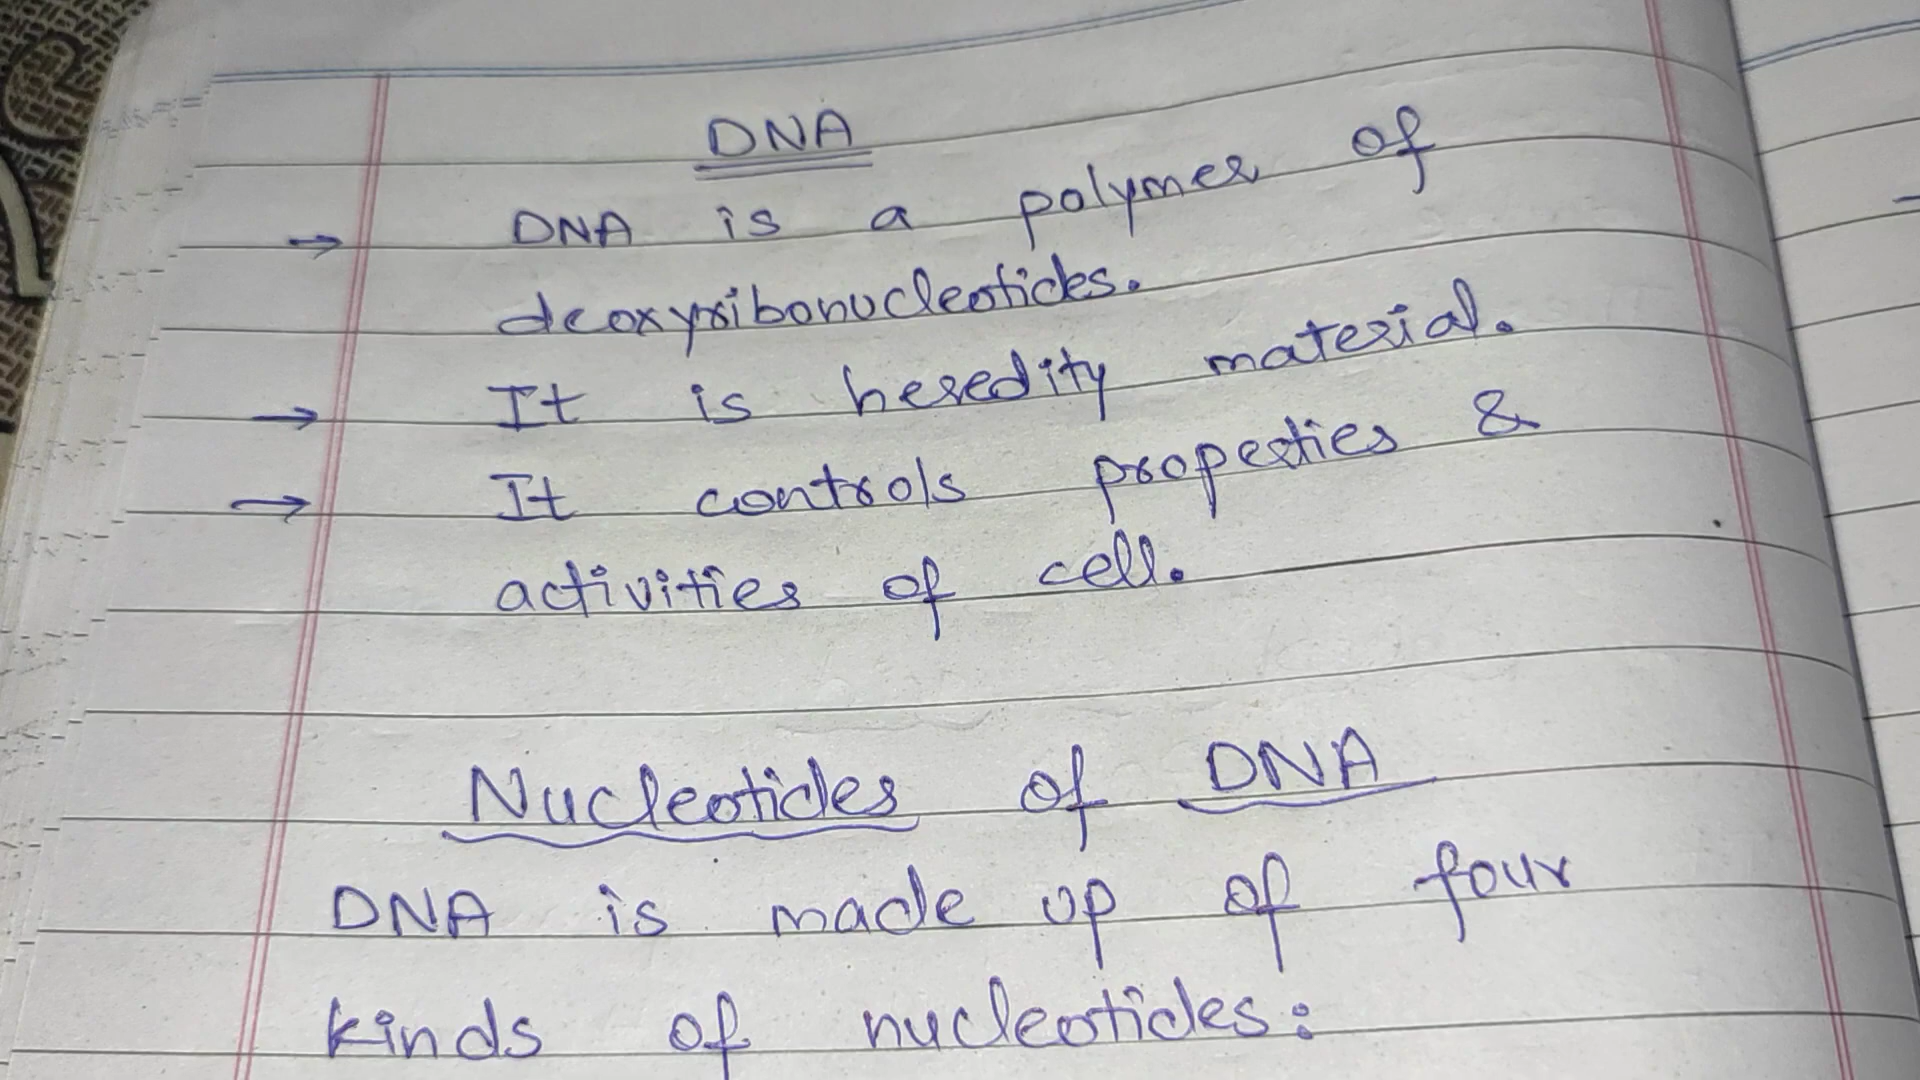 DNA
→ DNA is a polymer of
deoxyribonucleotides.
→ It is heredity material.
→ It controls properties &
activities of cell.
Nucleotides of DNA
DNA is made up of four
kinds of nucleotides: